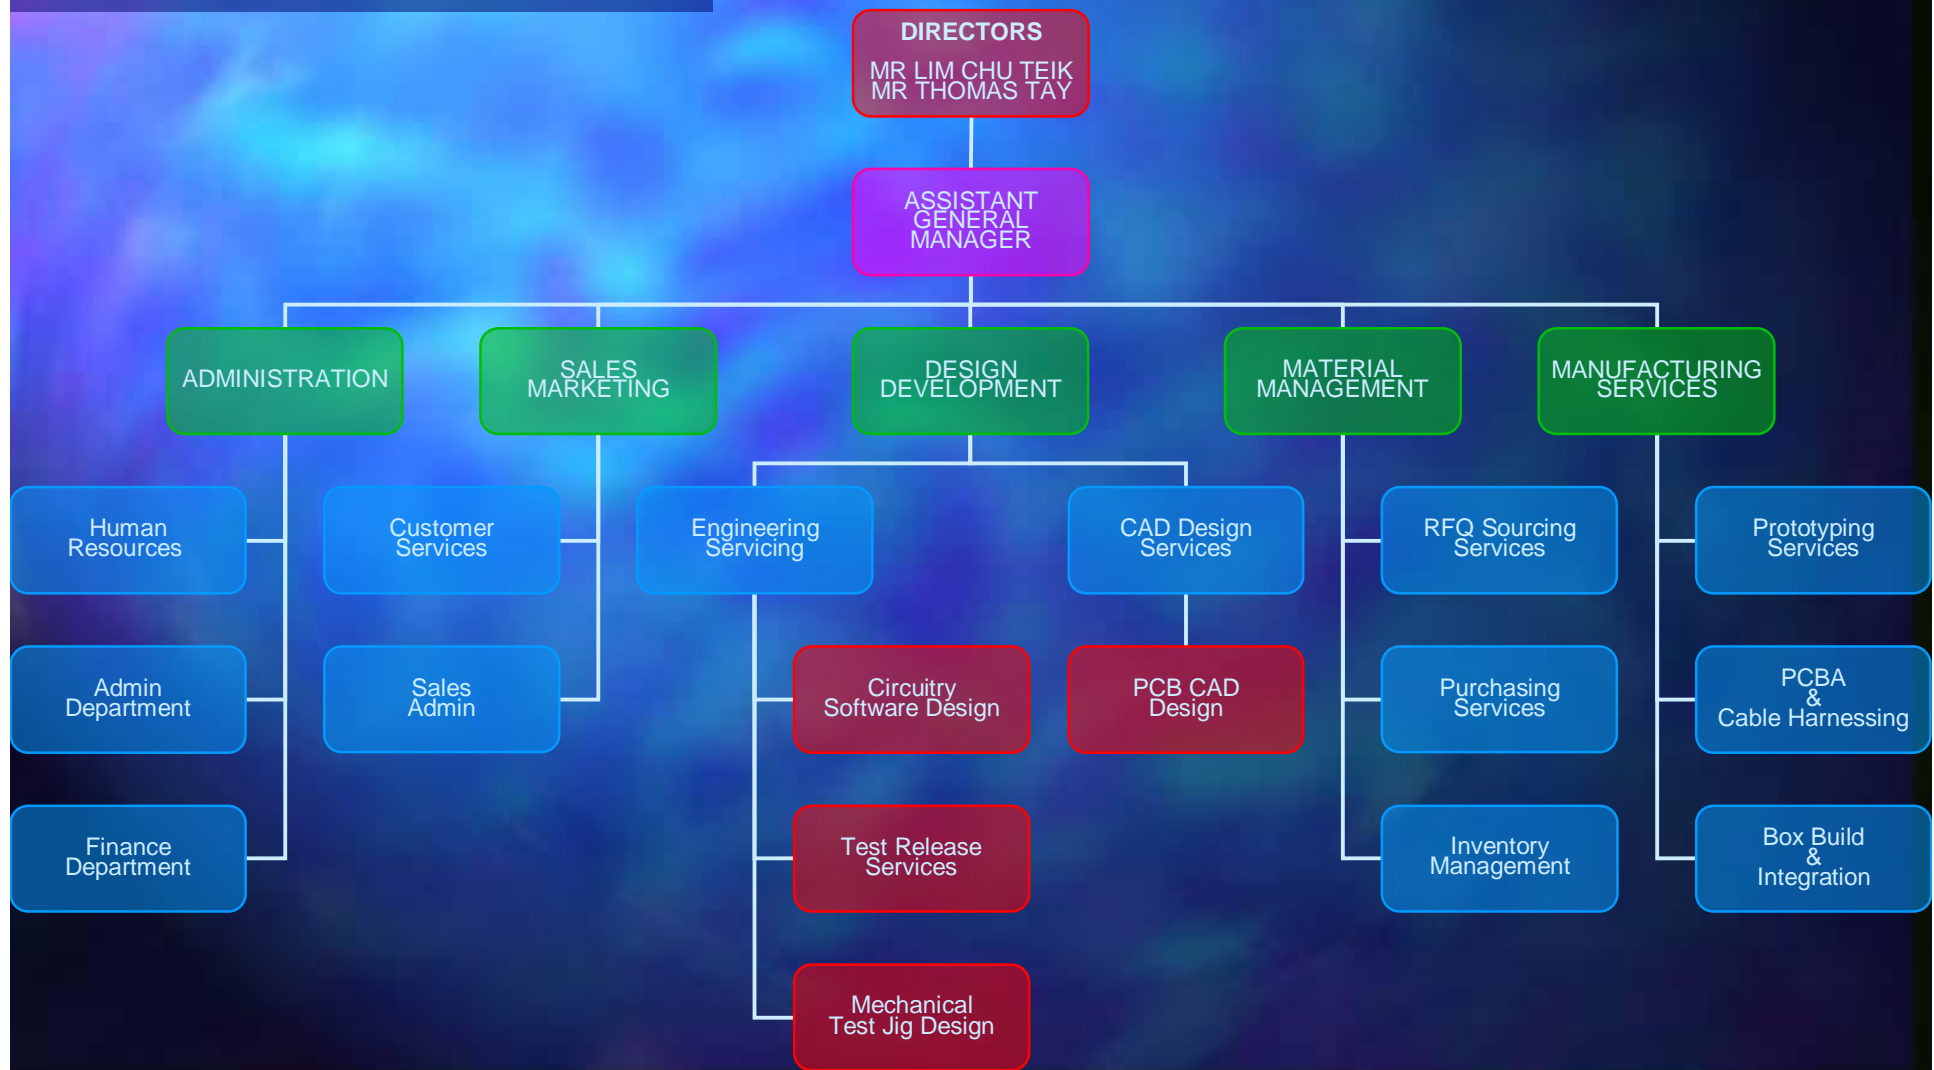 DIRECTORS
MR LIM CHU TEIK
MR THOMAS TAY
ASSISTANT
GENERAL
MANAGER
ADMINISTRATION
SALES
MARKETING
DESIGN
DEVELOPMENT
MATERIAL
MANAGEMENT
MANUFACTURING
SERVICES
Human
Resources
Customer
Services
Engineering
Servicing
CAD Design
Services
RFQ Sourcing
Services
Prototyping
Services
Admin
Department
Sales
Admin
Circuitry
Software Design
PCB CAD
Design
Purchasing
Services
PCBA
&
Cable Harnessing
Finance
Department
Test Release
Services
Inventory
Management
Box Build
&
Integration
Mechanical
Test Jig Design